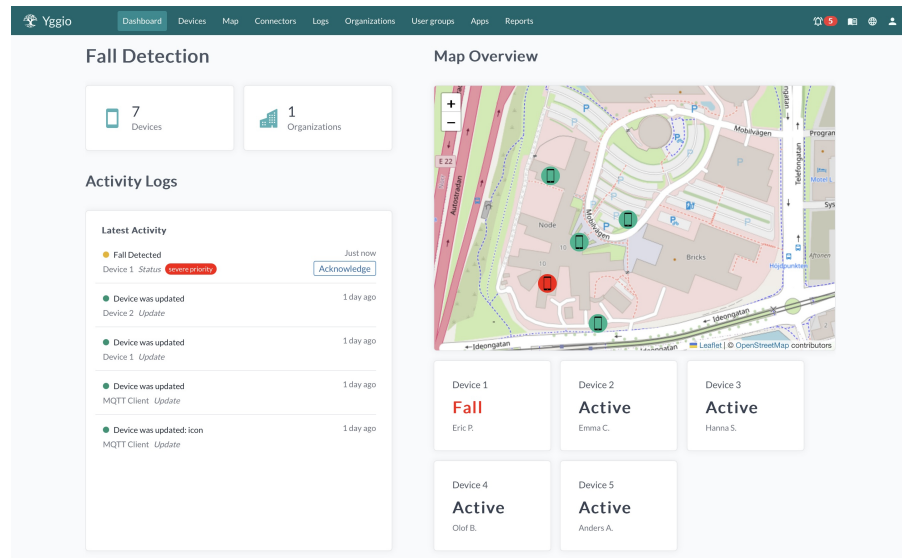 Yggio
Dashboard Devices Map Connectors Logs Organizations User groups Apps Reports
5
Fall Detection
7
Devices
1
Organizations
Activity Logs
Latest Activity
Fall Detected
Just now
Device 1 Status severe priority
Acknowledge
Device was updated
1 day ago
Device 2 Update
Device was updated
1 day ago
Device 1 Update
Device was updated
1 day ago
MQTT Client Update
Device was updated: icon
1 day ago
MQTT Client Update
Map Overview
+
−
E 22
Autostradan
Node
10
10
Mobilvägen
Mobilvägen
Telefongatan
Bricks
Ideongatan
Ideongatan
Leaflet | © OpenStreetMap contributors
Device 1
Fall
Eric P.
Device 2
Active
Emma C.
Device 3
Active
Hanna S.
Device 4
Active
Olof B.
Device 5
Active
Anders A.